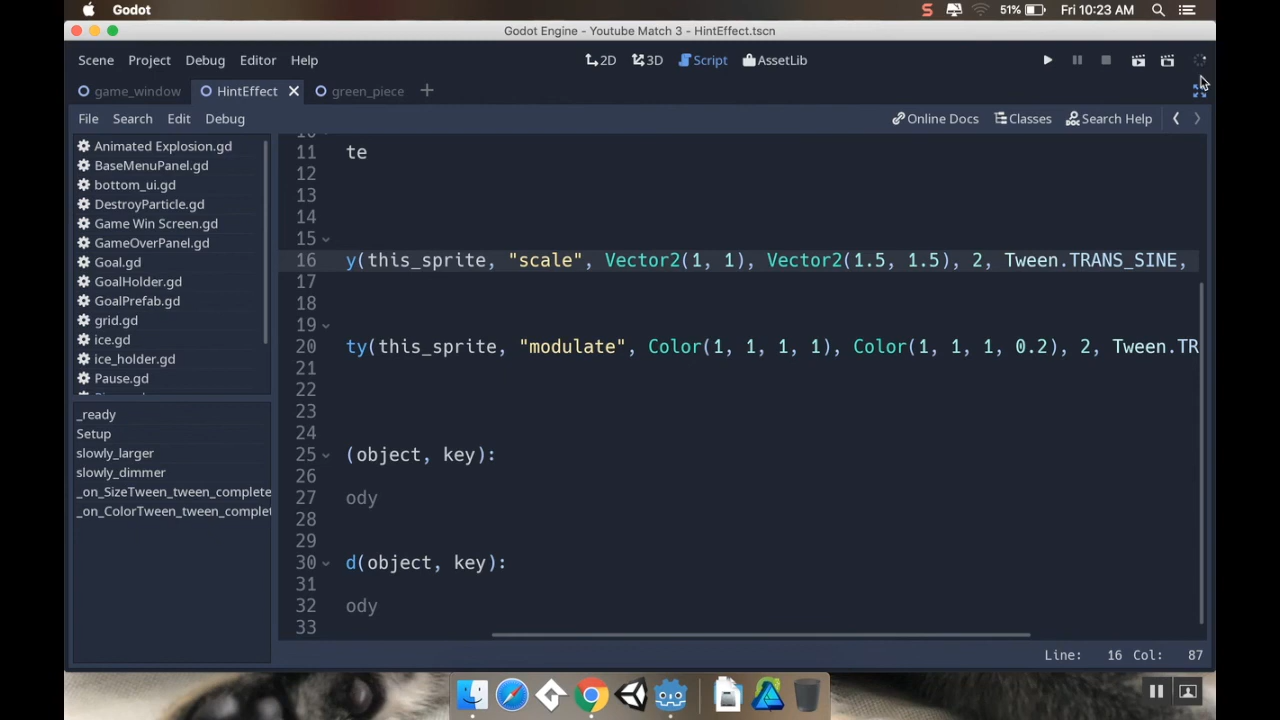 Godot
51%
Fri 10:23 AM
Godot Engine - Youtube Match 3 - HintEffect.tscn
Scene Project Debug Editor Help
2D 3D Script AssetLib
game_window HintEffect green_piece
File Search Edit Debug
Online Docs Classes Search Help
Animated Explosion.gd
BaseMenuPanel.gd
bottom_ui.gd
DestroyParticle.gd
Game Win Screen.gd
GameOverPanel.gd
Goal.gd
GoalHolder.gd
GoalPrefab.gd
grid.gd
ice.gd
ice_holder.gd
Pause.gd
_ready
Setup
slowly_larger
slowly_dimmer
_on_SizeTween_tween_complete
_on_ColorTween_tween_complet
11 te
12
13
14
15
16 y(this_sprite, "scale", Vector2(1, 1), Vector2(1.5, 1.5), 2, Tween.TRANS_SINE,
17
18
19
20 ty(this_sprite, "modulate", Color(1, 1, 1, 1), Color(1, 1, 1, 0.2), 2, Tween.TR
21
22
23
24
25 (object, key):
26
27 ody
28
29
30 d(object, key):
31
32 ody
33
Line: 16 Col: 87